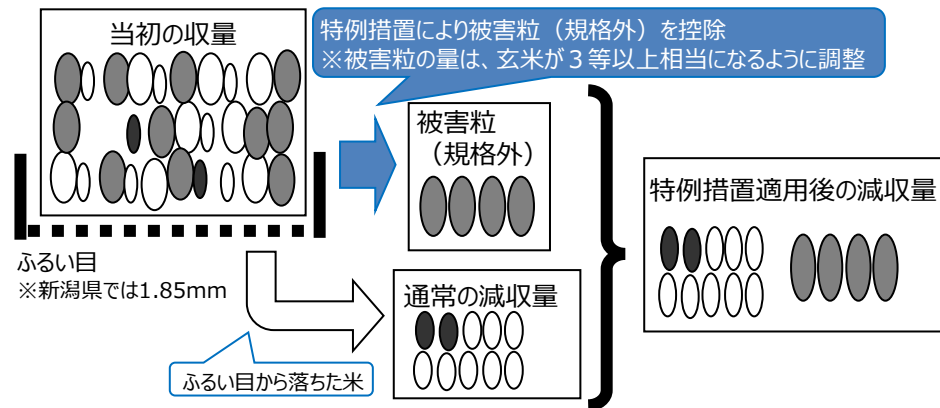 当初の収量
特例措置により被害粒（規格外）を控除
※被害粒の量は、玄米が３等以上相当になるように調整
被害粒
（規格外）
特例措置適用後の減収量
ふるい目
※新潟県では1.85mm
通常の減収量
ふるい目から落ちた米